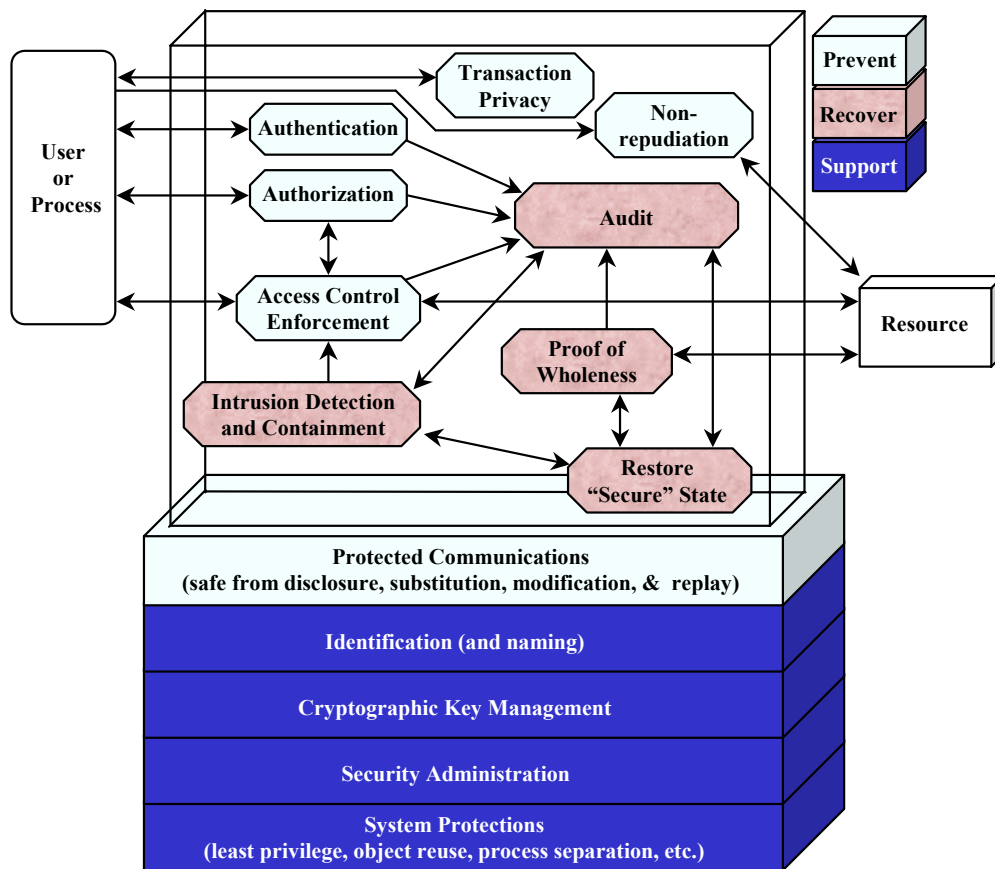 Transaction
Privacy
Prevent
Recover
Support
User
or
Process
Authentication
Non-
repudiation
Authorization
Audit
Access Control
Enforcement
Resource
Proof of
Wholeness
Intrusion Detection
and Containment
Restore
“Secure” State
Protected Communications
(safe from disclosure, substitution, modification, & replay)
Identification (and naming)
Cryptographic Key Management
Security Administration
System Protections
(least privilege, object reuse, process separation, etc.)